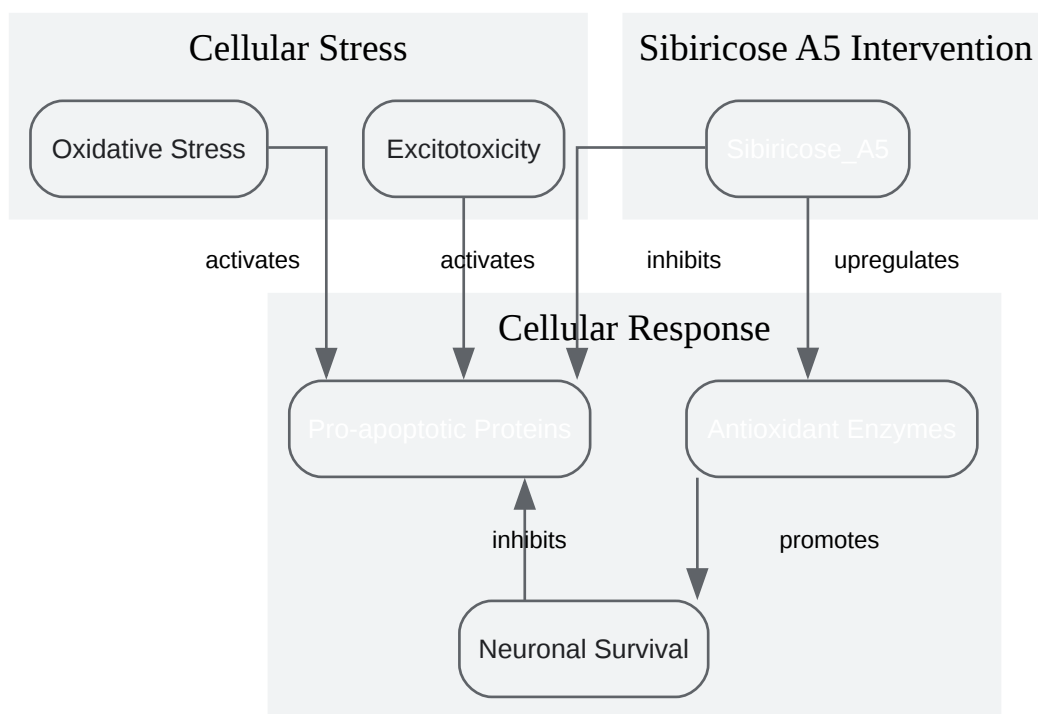 Cellular Stress
Sibiricose A5 Intervention
Oxidative Stress
Excitotoxicity
Sibiricose_A5
activates
activates
inhibits
upregulates
Cellular Response
Pro-apoptotic Proteins
Antioxidant Enzymes
inhibits
promotes
Neuronal Survival